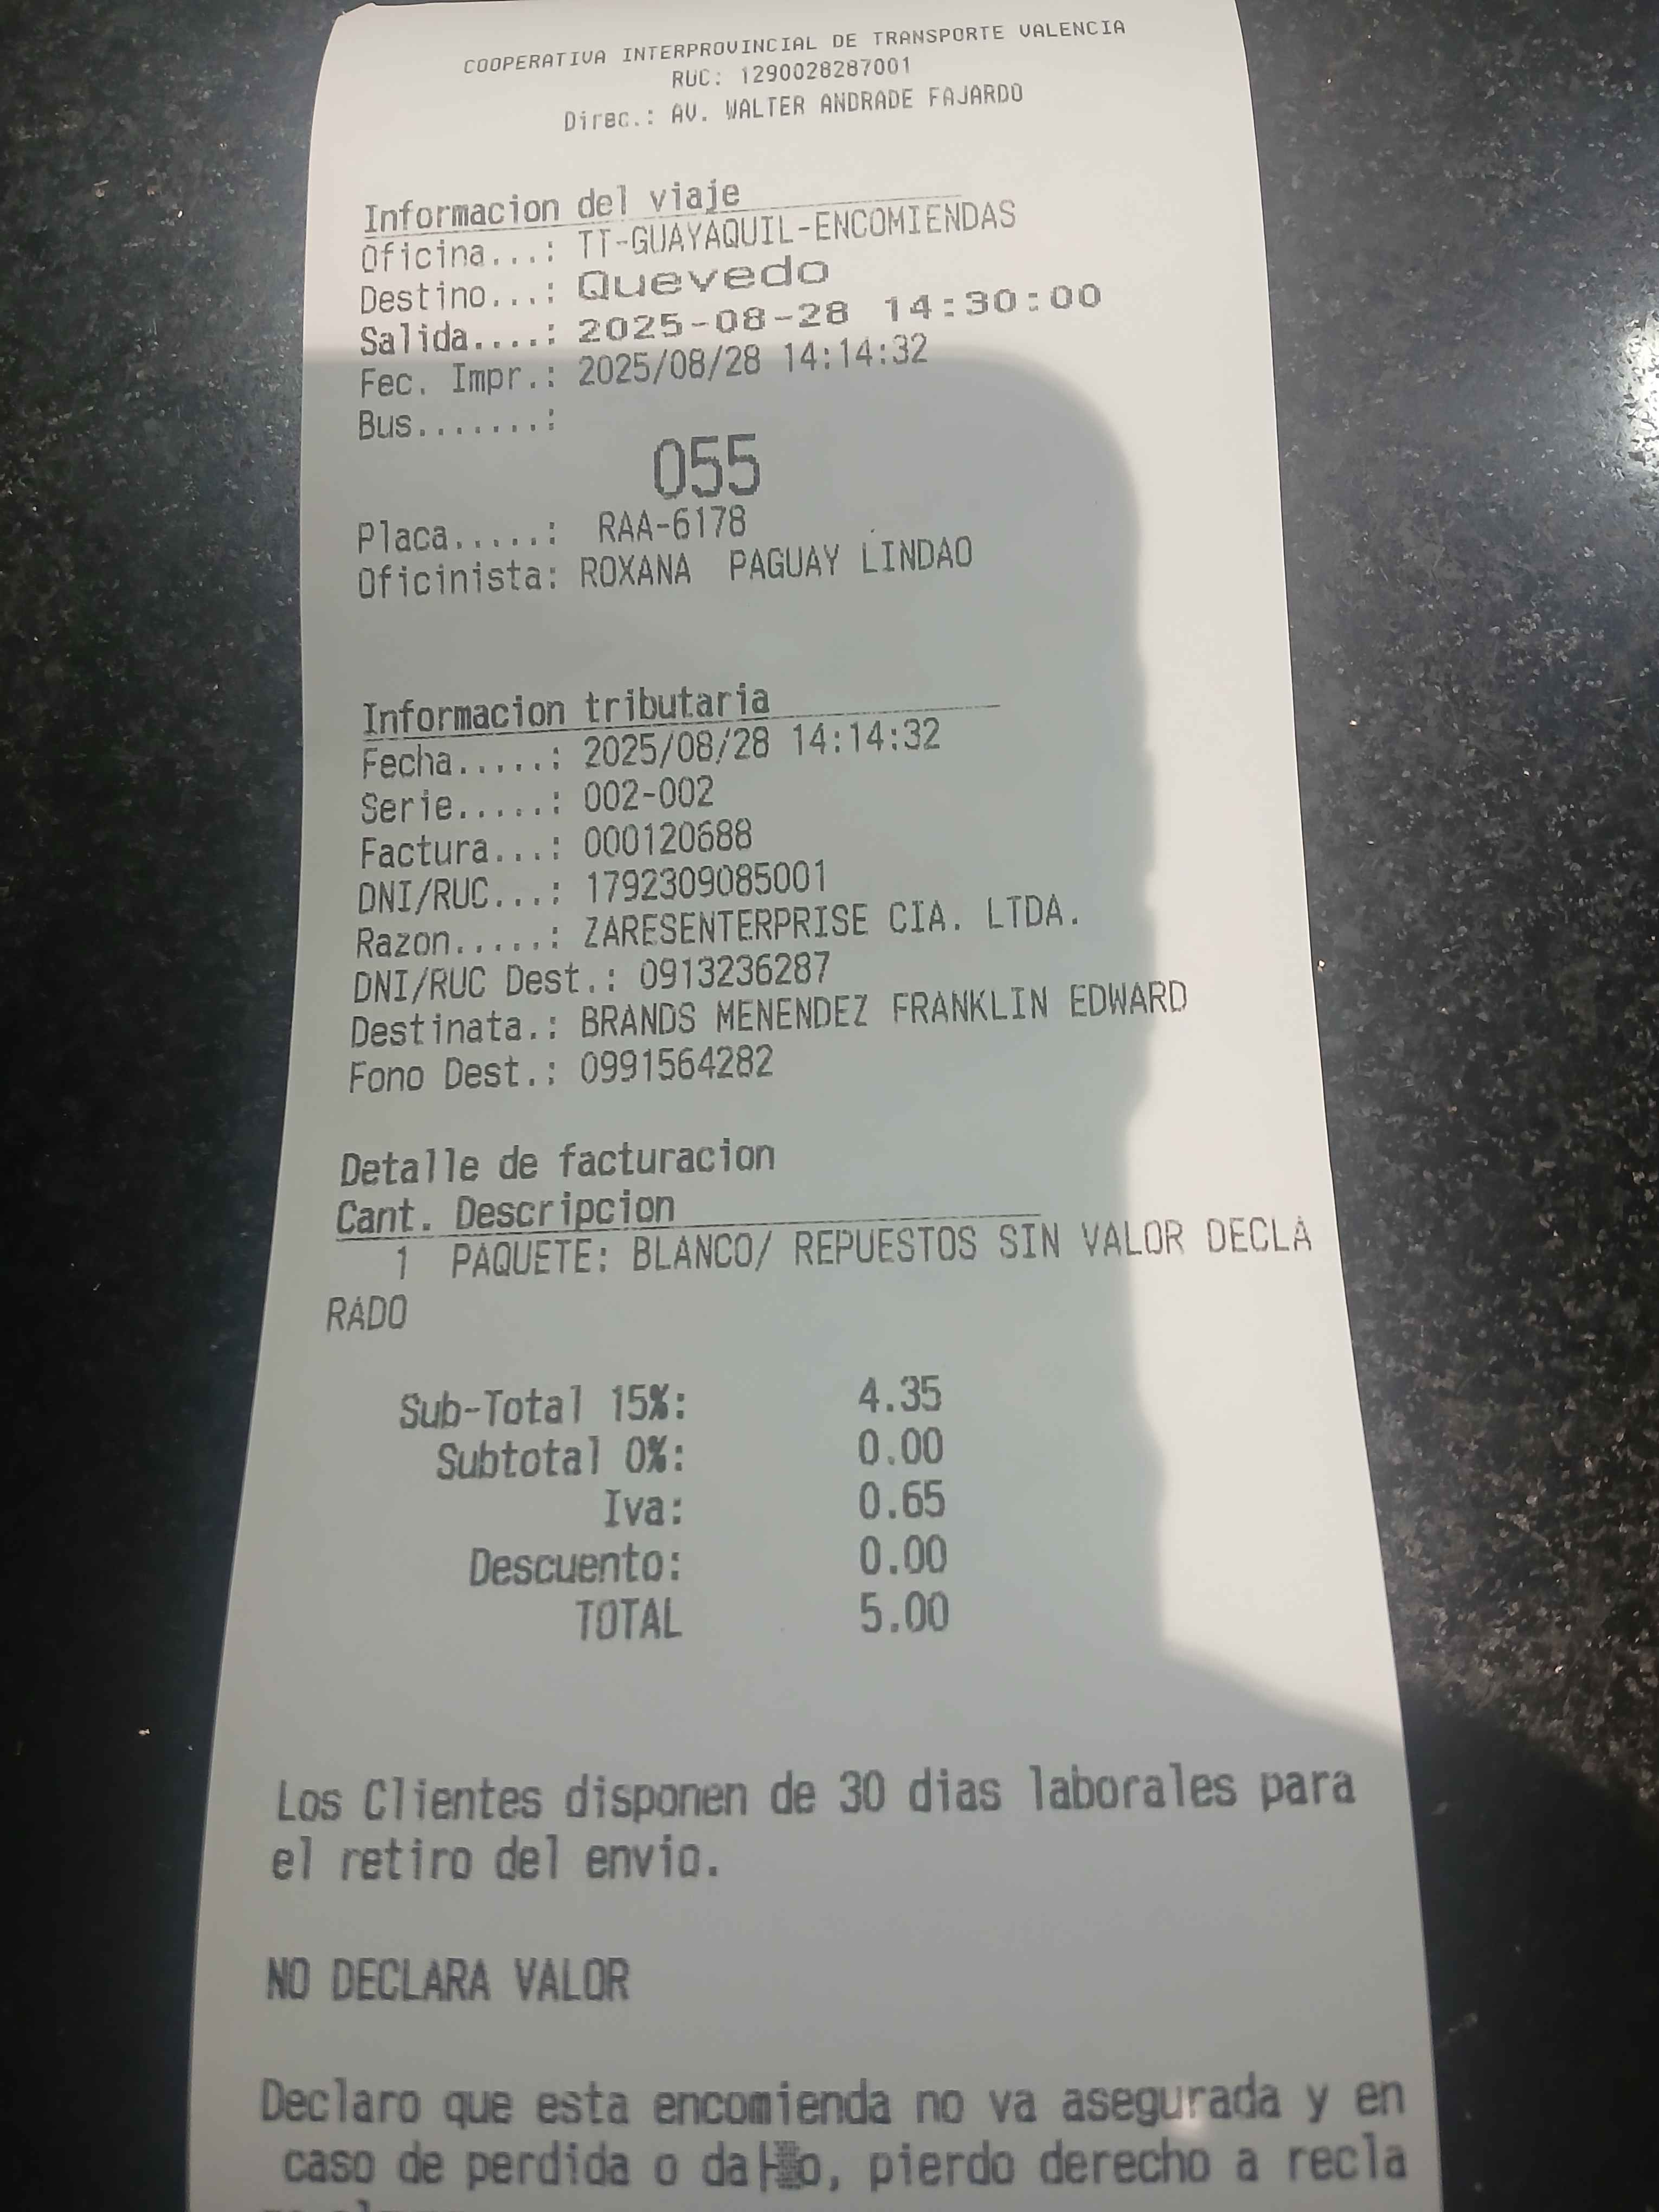 COOPERATIVA INTERPROVINCIAL DE TRANSPORTE VALENCIA
RUC: 1290028287001
Direc.: AV. WALTER ANDRADE FAJARDO
Informacion del viaje
Oficina...: TT-GUAYAQUIL-ENCOMIENDAS
Destino...: Quevedo
Salida....: 2025-08-28 14:30:00
Fec. Impr.: 2025/08/28 14:14:32
Bus.......:
055
Placa.....: RAA-6178
Oficinista: ROXANA PAGUAY LINDAO
Informacion tributaria
Fecha.....: 2025/08/28 14:14:32
Serie.....: 002-002
Factura...: 000120688
DNI/RUC...: 1792309085001
Razon.....: ZARESENTERPRISE CIA. LTDA.
DNI/RUC Dest.: 0913236287
Destinata.: BRANDS MENENDEZ FRANKLIN EDWARD
Fono Dest.: 0991564282
Detalle de facturacion
Cant. Descripcion
1 PAQUETE: BLANCO/ REPUESTOS SIN VALOR DECLA
RADO
Sub-Total 15%: 4.35
Subtotal 0%: 0.00
Iva: 0.65
Descuento: 0.00
TOTAL 5.00
Los Clientes disponen de 30 dias laborales para
el retiro del envio.
NO DECLARA VALOR
Declaro que esta encomienda no va asegurada y en
caso de perdida o da├▒o, pierdo derecho a recla